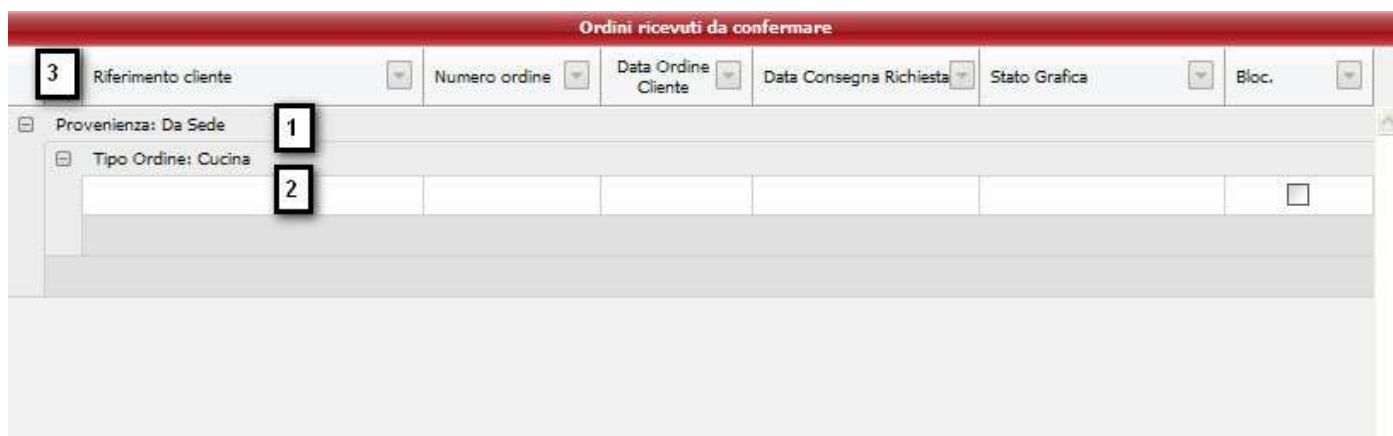 Ordini ricevuti da confermare
3 Riferimento cliente Numero ordine Data Ordine Cliente Data Consegna Richiesta Stato Grafica Bloc.
Provenienza: Da Sede 1
Tipo Ordine: Cucina
2